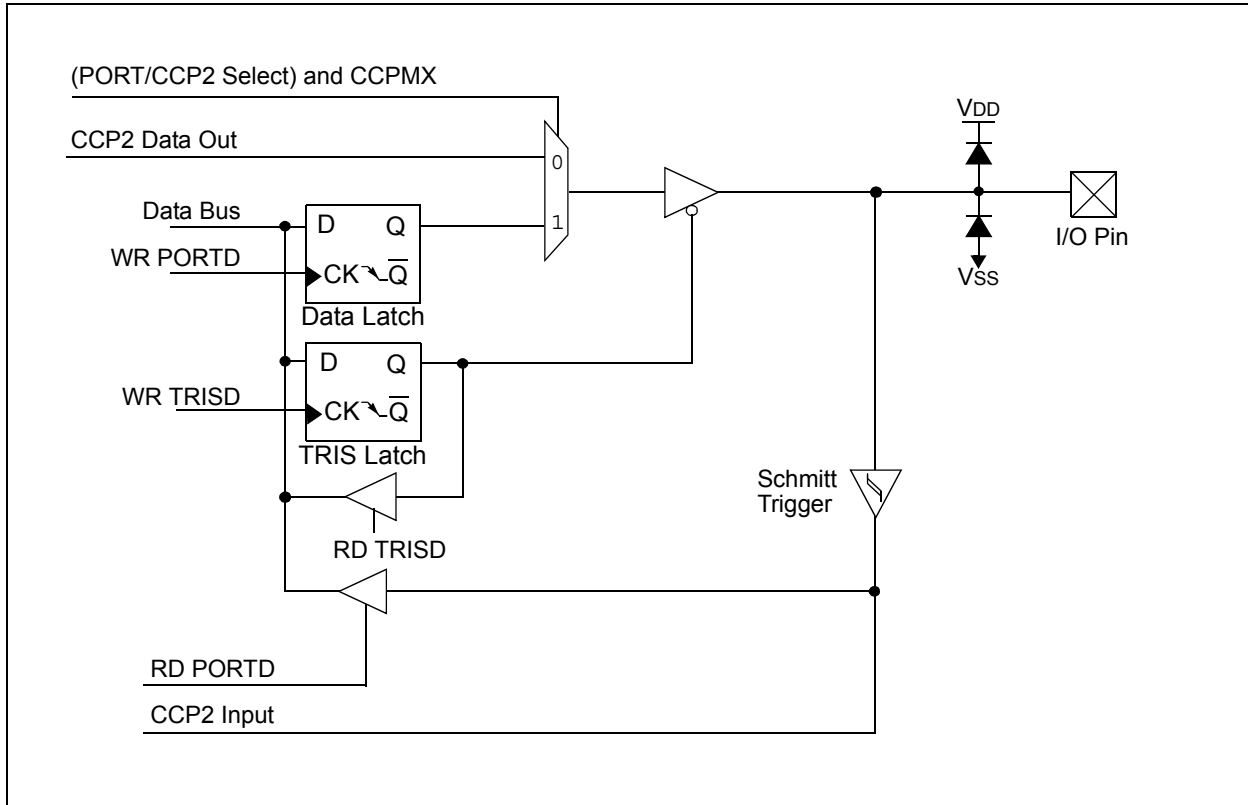 (PORT/CCP2 Select) and CCPMX
CCP2 Data Out
0
1
VDD
I/O Pin
VSS
Data Bus
WR PORTD
D Q
CK Q̅
Data Latch
WR TRISD
D Q
CK Q̅
TRIS Latch
RD TRISD
Schmitt
Trigger
RD PORTD
CCP2 Input